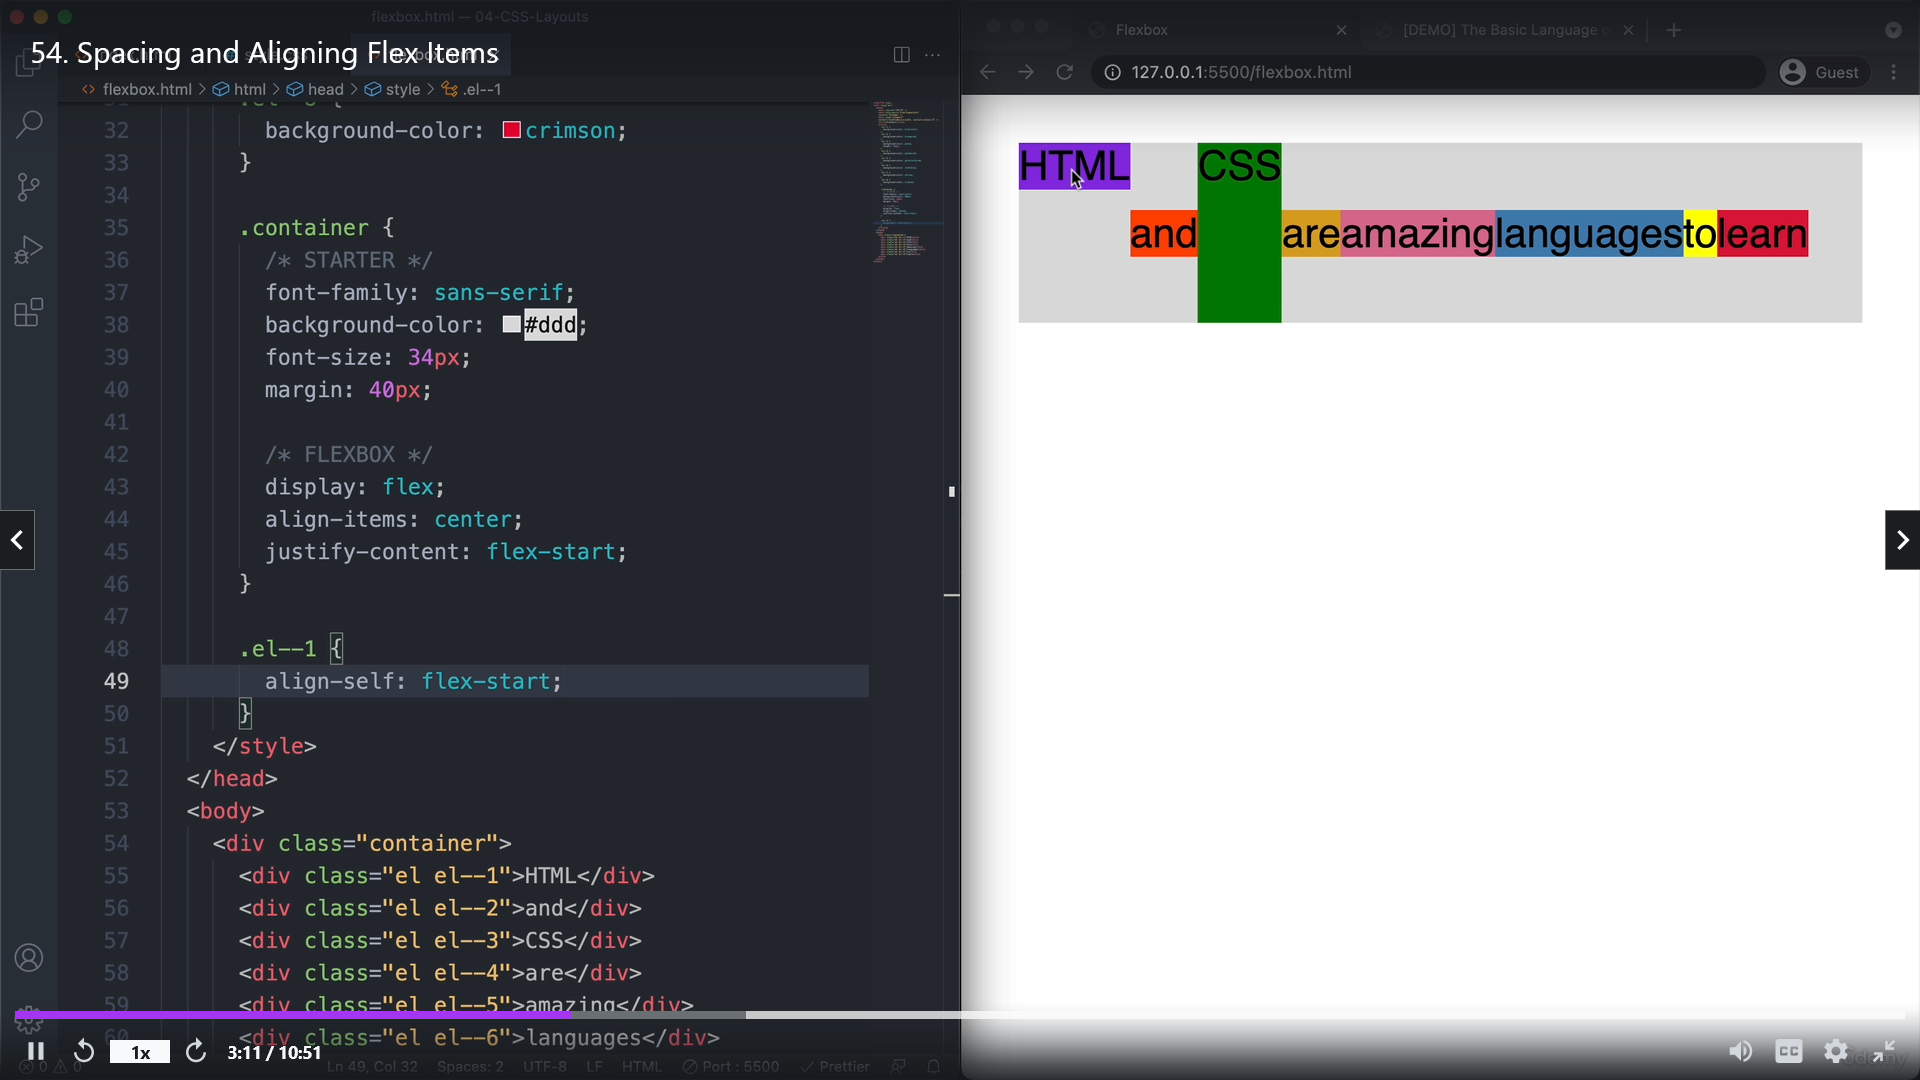 flexbox.html — 04-CSS-Layouts
54. Spacing and Aligning Flex Items
flexbox.html > html > head > style > .el--1
32 background-color: crimson;
33 }
34
35 .container {
36 /* STARTER */
37 font-family: sans-serif;
38 background-color: #ddd;
39 font-size: 34px;
40 margin: 40px;
41
42 /* FLEXBOX */
43 display: flex;
44 align-items: center;
45 justify-content: flex-start;
46 }
47
48 .el--1 {
49 align-self: flex-start;
50 }
51 </style>
52 </head>
53 <body>
54 <div class="container">
55 <div class="el el--1">HTML</div>
56 <div class="el el--2">and</div>
57 <div class="el el--3">CSS</div>
58 <div class="el el--4">are</div>
59 <div class="el el--5">amazing</div>
60 <div class="el el--6">languages</div>
1x 3:11 / 10:51
Ln 49, Col 32 Spaces: 2 UTF-8 LF HTML Port : 5500 Prettier
Flexbox
[DEMO] The Basic Language
127.0.0.1:5500/flexbox.html
Guest
HTML CSS
and are amazing languages to learn
CC
ûdemy